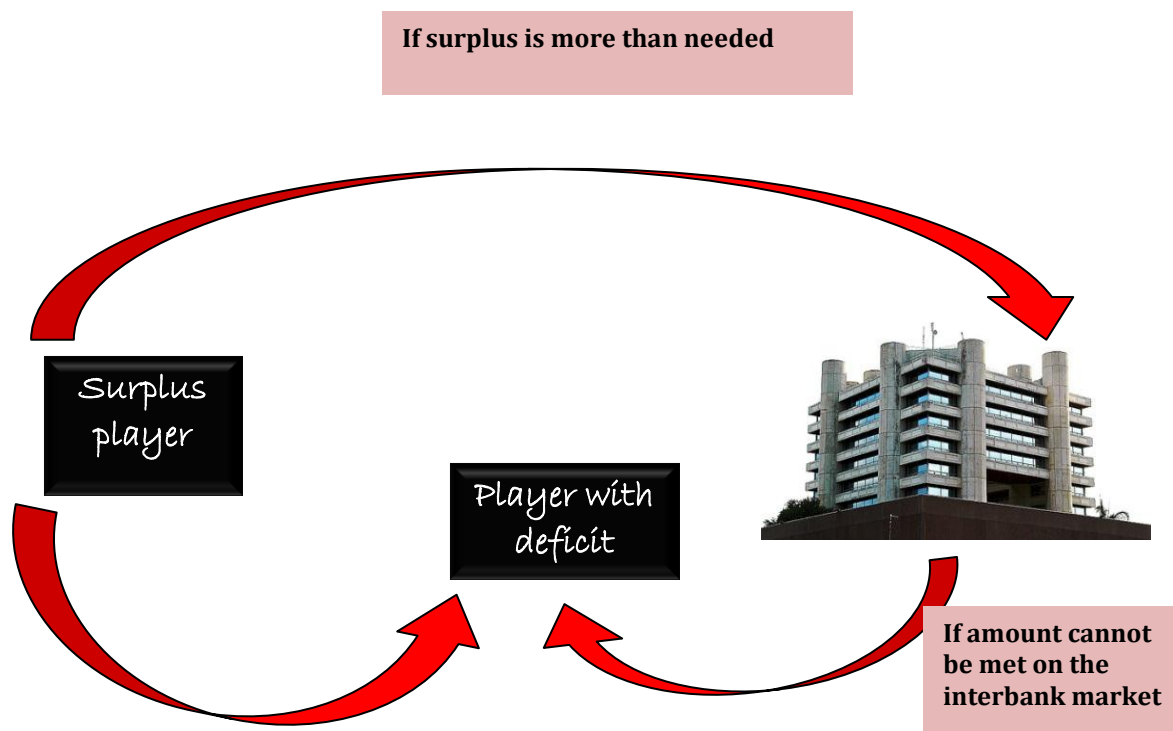 If surplus is more than needed
Surplus
player
Player with
deficit
If amount cannot
be met on the
interbank market